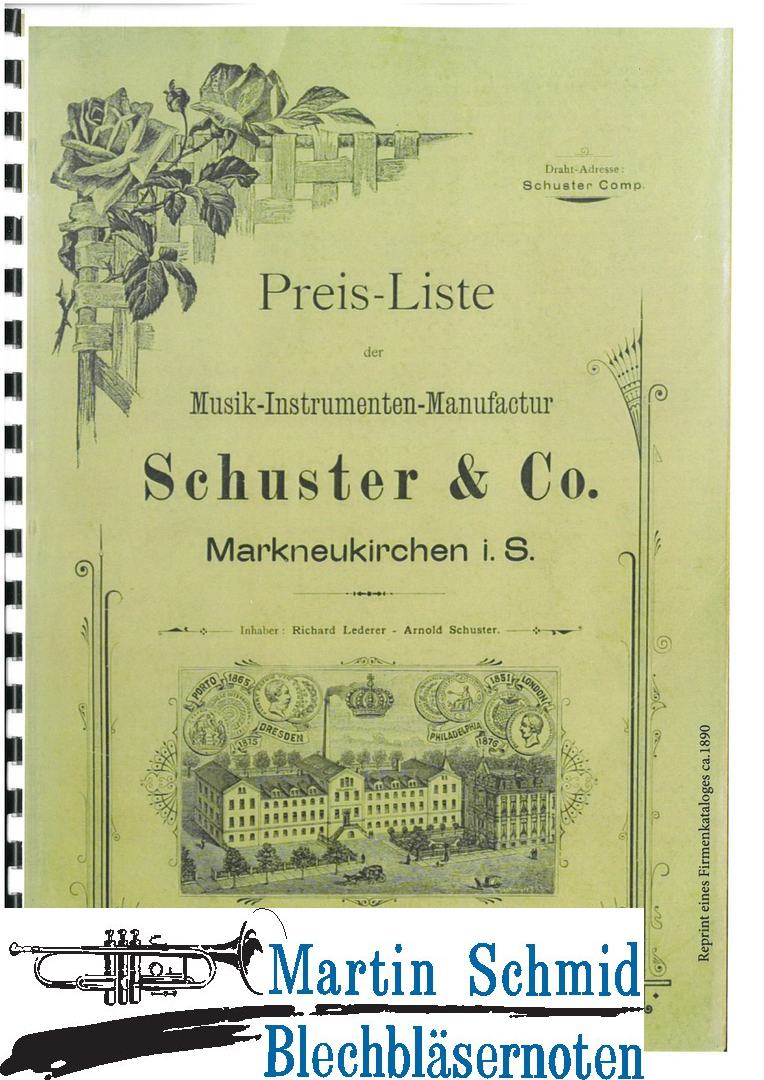 Draht-Adresse:
Schuster Comp.
Preis-Liste
der
Musik-Instrumenten-Manufactur
Schuster & Co.
Markneukirchen i. S.
Inhaber: Richard Lederer - Arnold Schuster.
PORTO 1865
1851 LONDON
DRESDEN
1875
PHILADELPHIA
1876
Reprint eines Firmenkataloges ca.1890
Martin Schmid
Blechbläsernoten